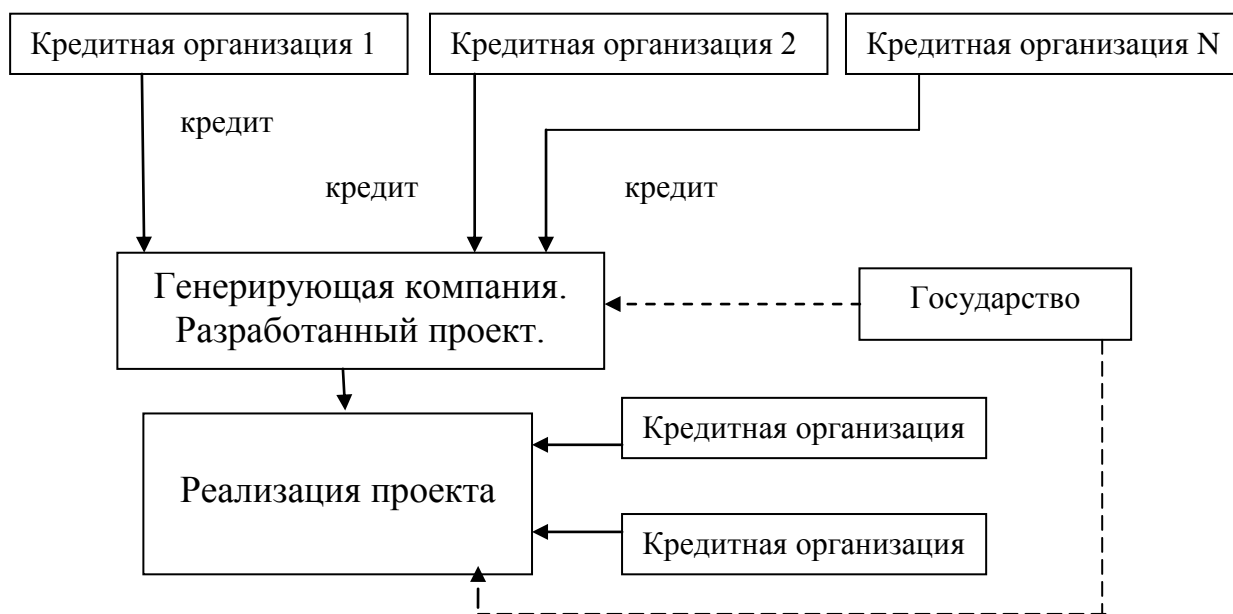 Кредитная организация 1
Кредитная организация 2
Кредитная организация N
кредит
кредит
кредит
Генерирующая компания.
Разработанный проект.
Государство
Кредитная организация
Реализация проекта
Кредитная организация